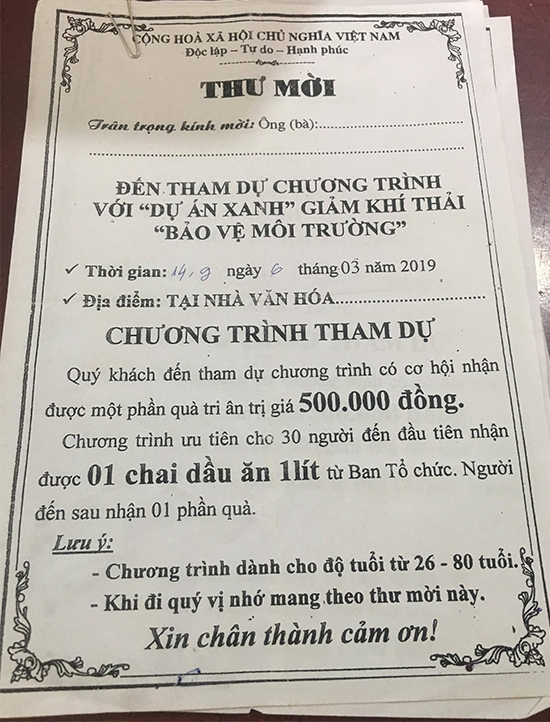 CỘNG HOÀ XÃ HỘI CHỦ NGHĨA VIỆT NAM
Độc lập – Tự do – Hạnh phúc
THƯ MỜI
Trân trọng kính mời: Ông (bà):..............................
..............................
ĐẾN THAM DỰ CHƯƠNG TRÌNH
VỚI “DỰ ÁN XANH” GIẢM KHÍ THẢI
“BẢO VỆ MÔI TRƯỜNG”
✓ Thời gian: 14, g ngày 6 tháng 03 năm 2019
✓ Địa điểm: TẠI NHÀ VĂN HÓA..............................
CHƯƠNG TRÌNH THAM DỰ
Quý khách đến tham dự chương trình có cơ hội nhận
được một phần quà tri ân trị giá 500.000 đồng.
Chương trình ưu tiên cho 30 người đến đầu tiên nhận
được 01 chai dầu ăn 1lít từ Ban Tổ chức. Người
đến sau nhận 01 phần quà.
Lưu ý:
- Chương trình dành cho độ tuổi từ 26 - 80 tuổi.
- Khi đi quý vị nhớ mang theo thư mời này.
Xin chân thành cảm ơn!